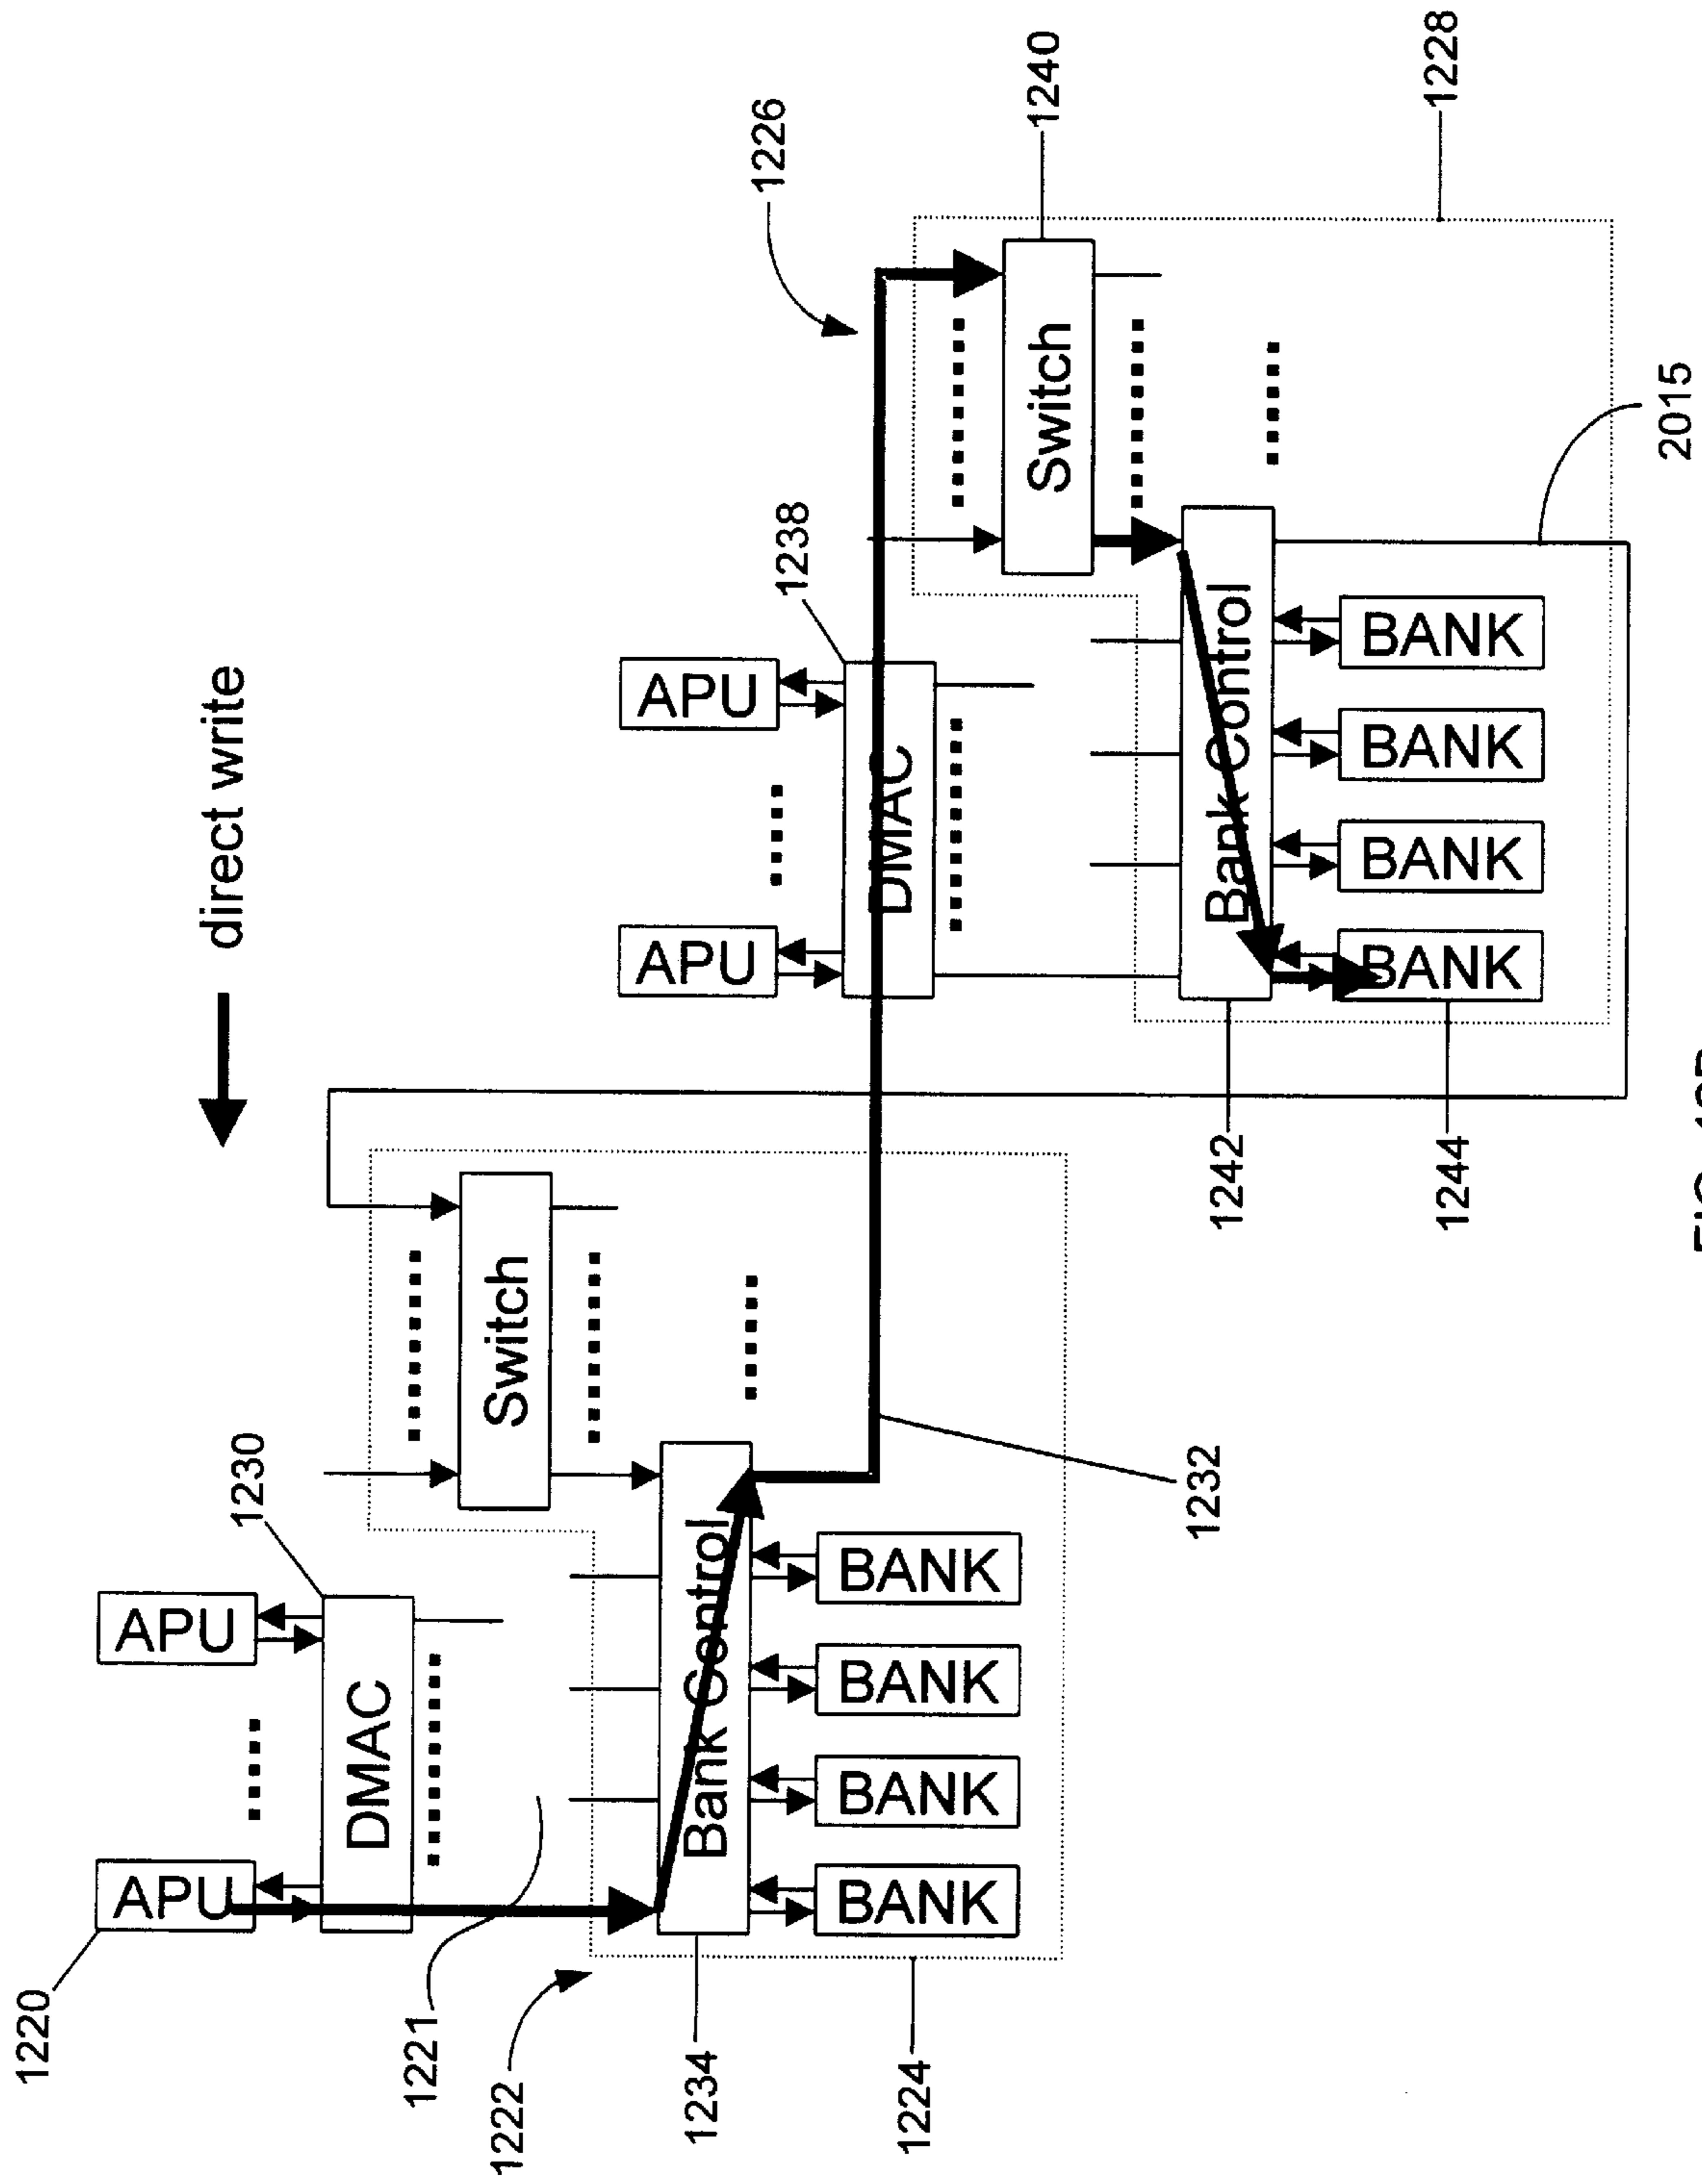 1220
APU
APU
direct write
1230
DMAC
1221
1222
Switch
1234
Bank Control
APU
APU
1226
1238
DMAC
1224
BANK
BANK
BANK
BANK
1240
Switch
1232
1242
Bank Control
1244
BANK
BANK
BANK
BANK
1228
2015